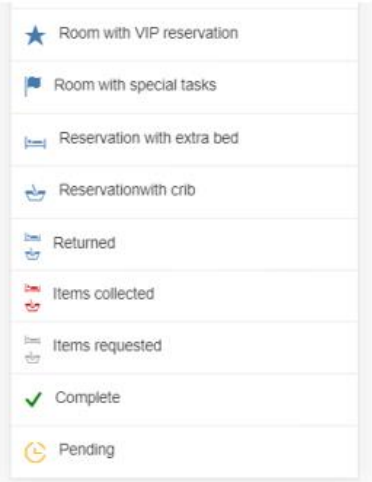 Room with VIP reservation
Room with special tasks
Reservation with extra bed
Reservationwith crib
Returned
Items collected
Items requested
Complete
Pending